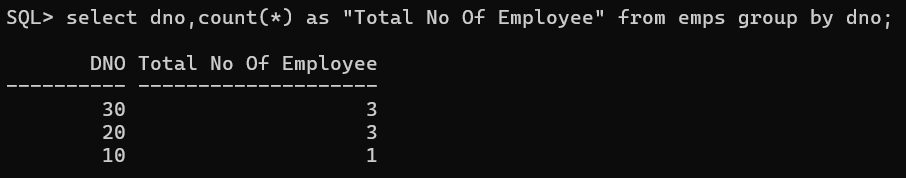 SQL> select dno,count(*) as "Total No Of Employee" from emps group by dno;
DNO Total No Of Employee
---------- --------------------
30 3
20 3
10 1